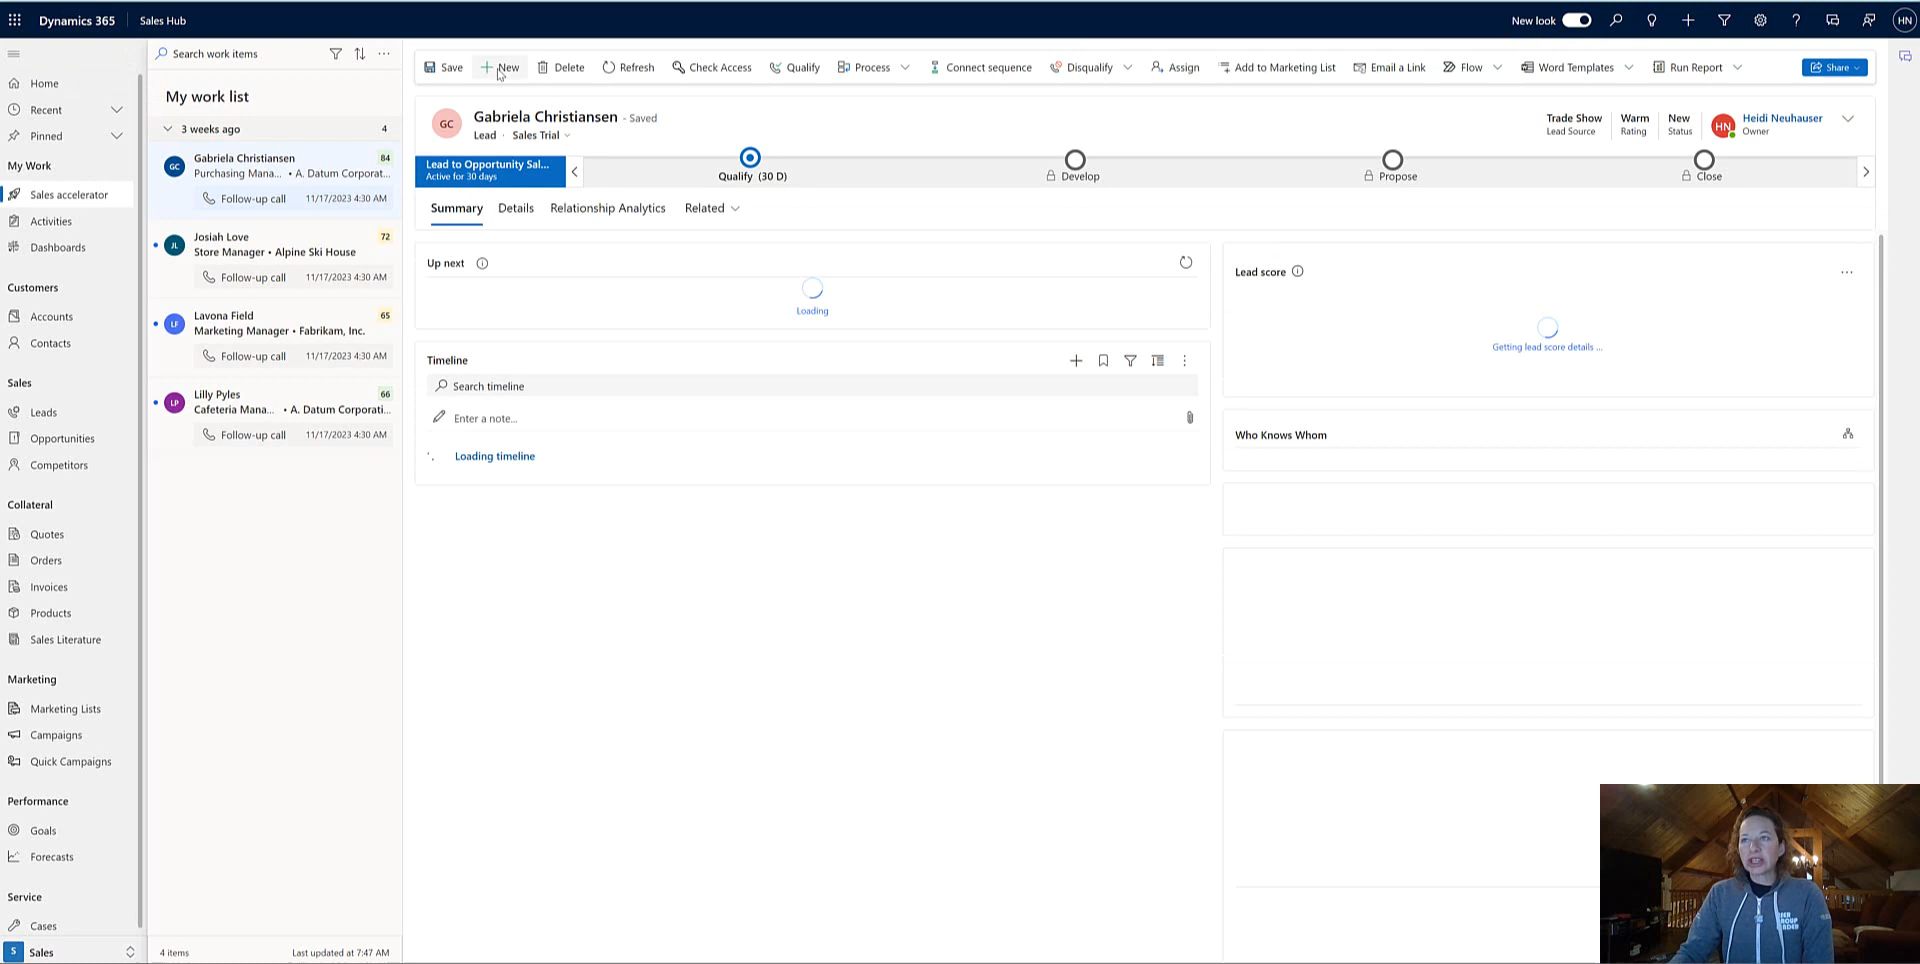 Dynamics 365
Sales Hub
New look
HN
Home
Recent
Pinned
My Work
Sales accelerator
Activities
Dashboards
Customers
Accounts
Contacts
Sales
Leads
Opportunities
Competitors
Collateral
Quotes
Orders
Invoices
Products
Sales Literature
Marketing
Marketing Lists
Campaigns
Quick Campaigns
Performance
Goals
Forecasts
Service
Cases
S Sales
Search work items
My work list
3 weeks ago 4
GC Gabriela Christiansen 84
Purchasing Mana... • A. Datum Corporat...
Follow-up call 11/17/2023 4:30 AM
JL Josiah Love 72
Store Manager • Alpine Ski House
Follow-up call 11/17/2023 4:30 AM
LF Lavona Field 65
Marketing Manager • Fabrikam, Inc.
Follow-up call 11/17/2023 4:30 AM
LP Lilly Pyles 66
Cafeteria Mana... • A. Datum Corporati...
Follow-up call 11/17/2023 4:30 AM
4 items Last updated at 7:47 AM
Save New Delete Refresh Check Access Qualify Process Connect sequence Disqualify Assign Add to Marketing List Email a Link Flow Word Templates Run Report Share
GC Gabriela Christiansen - Saved
Lead · Sales Trial
Trade Show
Lead Source
Warm
Rating
New
Status
HN Heidi Neuhauser
Owner
Lead to Opportunity Sal...
Active for 30 days
Qualify (30 D)
Develop
Propose
Close
Summary Details Relationship Analytics Related
Up next
Loading
Timeline
Search timeline
Enter a note...
Loading timeline
Lead score
Getting lead score details ...
Who Knows Whom